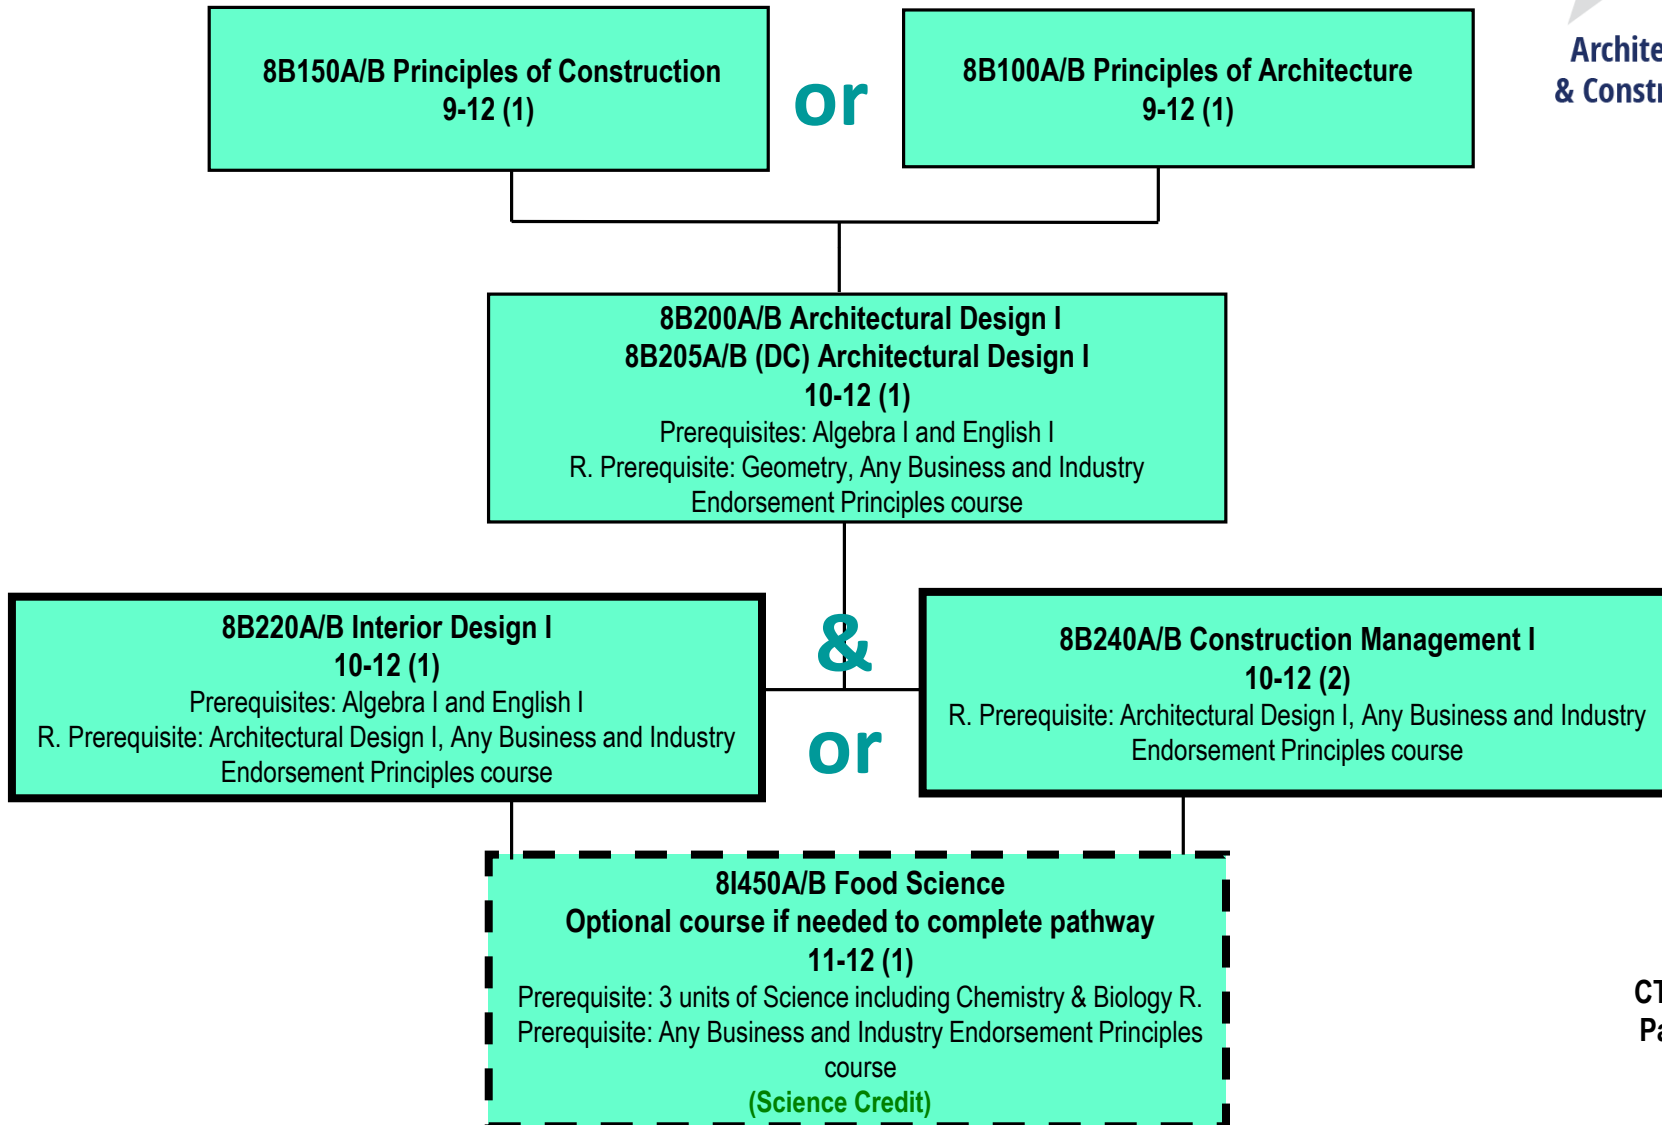 8B150A/B Principles of Construction
9-12 (1)
or
8B100A/B Principles of Architecture
9-12 (1)
& 
8B200A/B Architectural Design I
8B205A/B (DC) Architectural Design I
10-12 (1)
Prerequisites: Algebra I and English I
R. Prerequisite: Geometry, Any Business and Industry
Endorsement Principles course
8B220A/B Interior Design I
10-12 (1)
Prerequisites: Algebra I and English I
R. Prerequisite: Architectural Design I, Any Business and Industry
Endorsement Principles course
&
or
8B240A/B Construction Management I
10-12 (2)
R. Prerequisite: Architectural Design I, Any Business and Industry
Endorsement Principles course
8I450A/B Food Science
Optional course if needed to complete pathway
11-12 (1)
Prerequisite: 3 units of Science including Chemistry & Biology R.
Prerequisite: Any Business and Industry Endorsement Principles
course
(Science Credit)